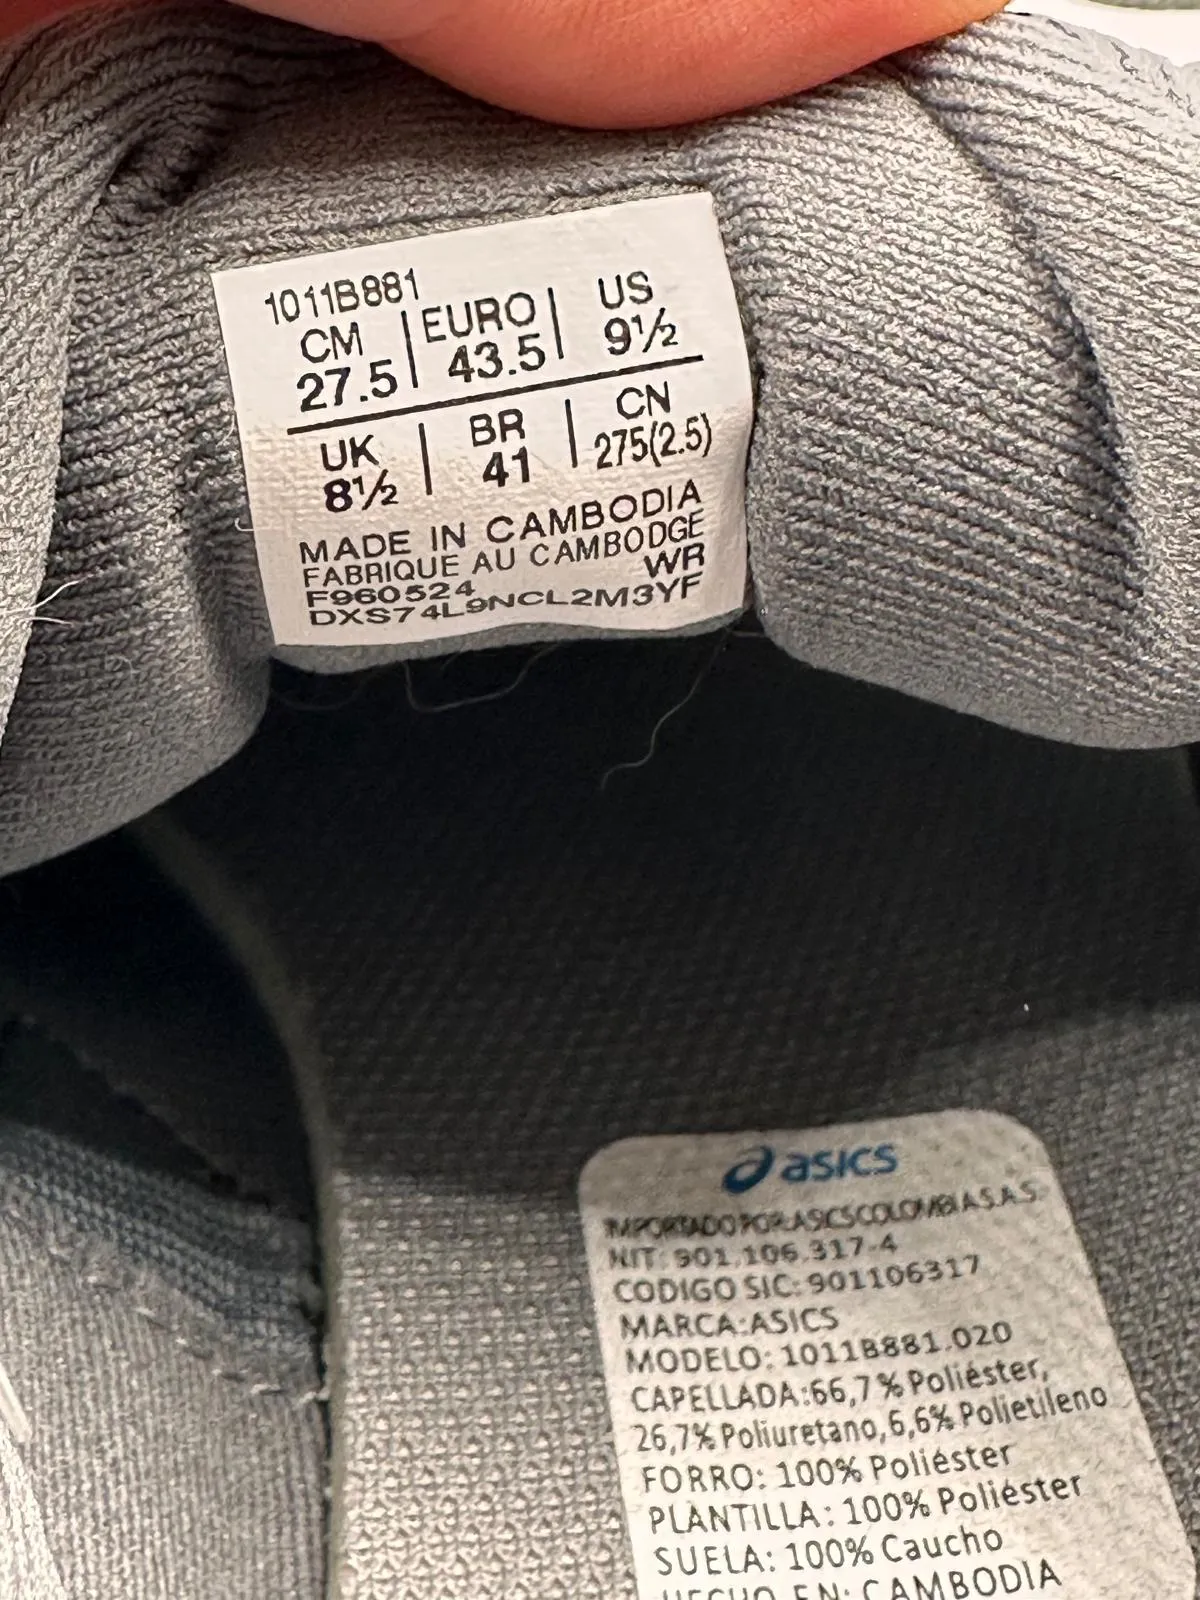 1011B881
CM | EURO | US
27.5 | 43.5 | 9½
UK | BR | CN
8½ | 41 | 275(2.5)
MADE IN CAMBODIA
FABRIQUE AU CAMBODGE
F960524 WR
DXS74L9NCL2M3YF
asics
IMPORTADO POR:ASICS COLOMBIA S.A.S.
NIT: 901.106.317-4
CODIGO SIC: 901106317
MARCA:ASICS
MODELO: 1011B881.020
CAPELLADA:66,7% Poliéster,
26,7% Poliuretano,6,6% Polietileno
FORRO: 100% Poliéster
PLANTILLA: 100% Poliéster
SUELA: 100% Caucho
HECHO EN: CAMBODIA